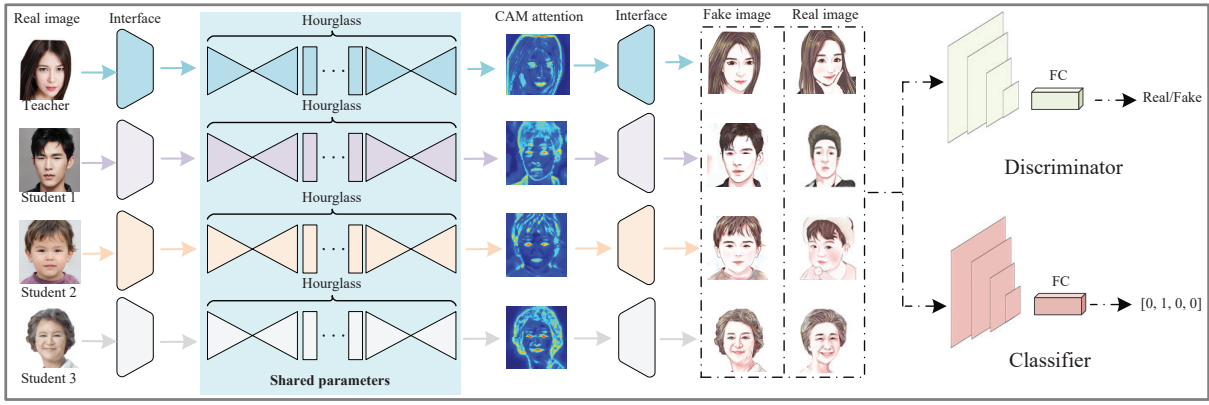 Real image
Interface
Hourglass
CAM attention
Interface
Fake image
Real image
Teacher
Hourglass
FC
Real/Fake
Student 1
Hourglass
Discriminator
Student 2
Hourglass
FC
[0, 1, 0, 0]
Student 3
Shared parameters
Classifier